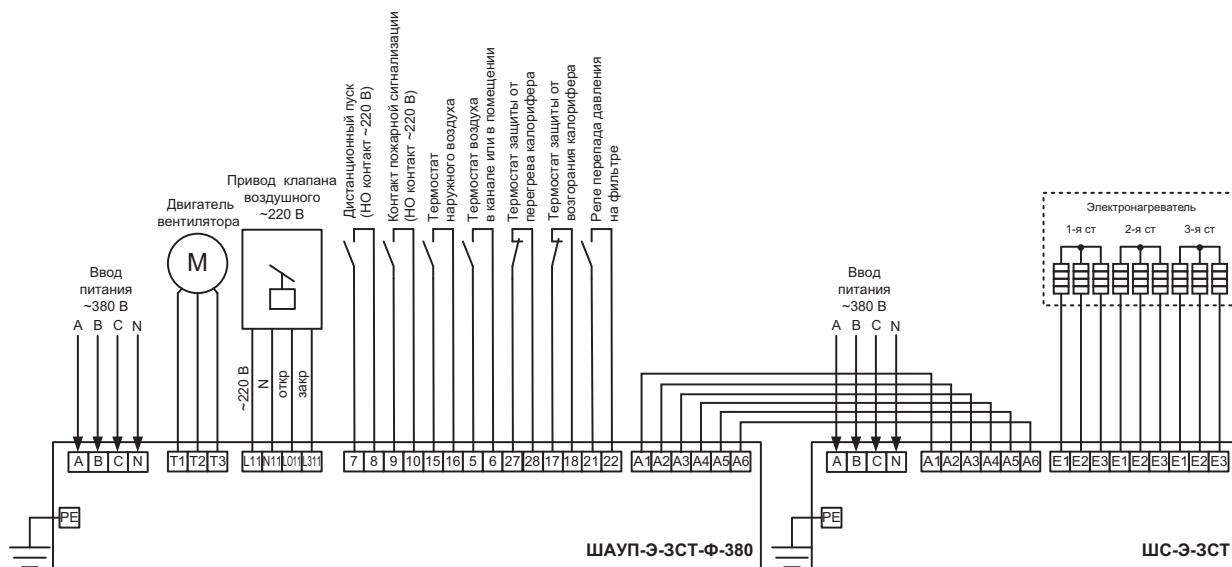 Дистанционный пуск
(НО контакт ~220 В)
Контакт пожарной сигнализации
(НО контакт ~220 В)
Термостат
наружного воздуха
Термостат воздуха
в канале или в помещении
Термостат защиты от
перегрева калорифера
Термостат защиты от
возгорания калорифера
Реле перепада давления
на фильтре
Привод клапана
воздушного
~220 В
Двигатель
вентилятора
M
Ввод
питания
~380 В
A B C N
~220 В
N
откр
закр
Электронагреватель
1-я ст 2-я ст 3-я ст
Ввод
питания
~380 В
A B C N
A B C N T1 T2 T3 L11 N11 L011 L311 7 8 9 10 15 16 5 6 27 28 17 18 21 22 A1 A2 A3 A4 A5 A6
A B C N A1 A2 A3 A4 A5 A6 E1 E2 E3 E1 E2 E3 E1 E2 E3
PE
ШАУП-Э-3СТ-Ф-380
PE
ШС-Э-3СТ